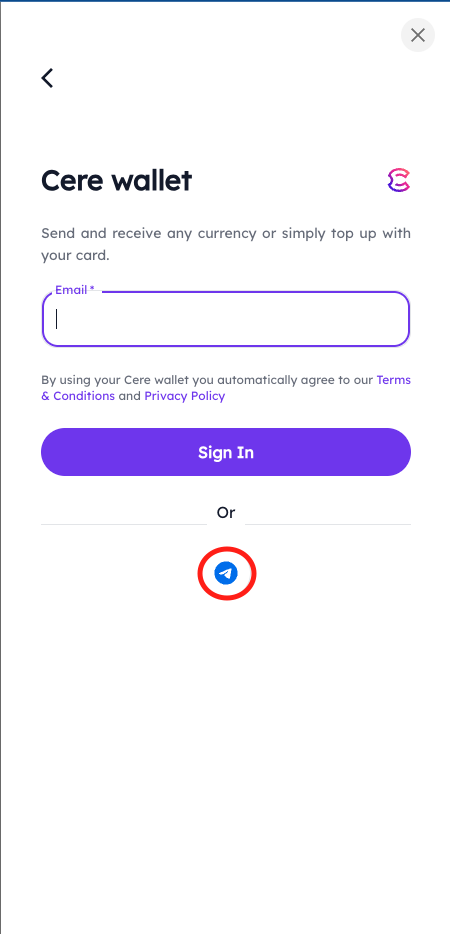 Cere wallet
Send and receive any currency or simply top up with
your card.
Email *
By using your Cere wallet you automatically agree to our Terms
& Conditions and Privacy Policy
Sign In
Or